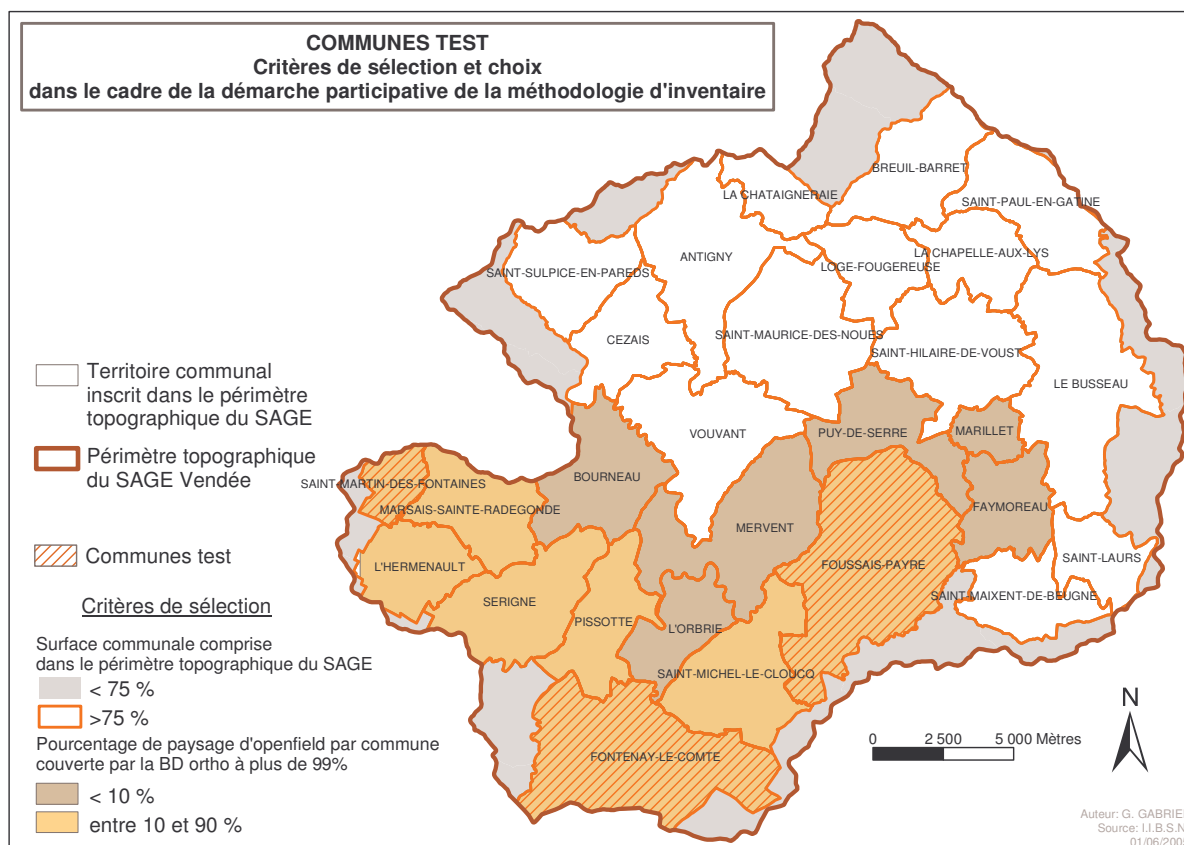 COMMUNES TEST
Critères de sélection et choix
dans le cadre de la démarche participative de la méthodologie d'inventaire
BREUIL-BARRET
LA CHATAIGNERAIE
SAINT-PAUL-EN-GATINE
ANTIGNY
LA CHAPELLE-AUX-LYS
LOGE-FOUGEREUSE
SAINT-SULPICE-EN-PAREDS
CEZAIS
SAINT-MAURICE-DES-NOUES
SAINT-HILAIRE-DE-VOUST
LE BUSSEAU
VOUVANT
PUY-DE-SERRE
MARILLET
BOURNEAU
SAINT-MARTIN-DES-FONTAINES
MARSAIS-SAINTE-RADEGONDE
FAYMOREAU
MERVENT
SAINT-LAURS
L'HERMENAULT
FOUSSAIS-PAYRE
SERIGNE
SAINT-MAIXENT-DE-BEUGNE
PISSOTTE
L'ORBRIE
SAINT-MICHEL-LE-CLOUCQ
FONTENAY-LE-COMTE
Territoire communal
inscrit dans le périmètre
topographique du SAGE
Périmètre topographique
du SAGE Vendée
Communes test
Critères de sélection
Surface communale comprise
dans le périmètre topographique du SAGE
< 75 %
>75 %
Pourcentage de paysage d'openfield par commune
couverte par la BD ortho à plus de 99%
< 10 %
entre 10 et 90 %
N
0 2 500 5 000 Mètres
Auteur: G. GABRIE
Source: I.I.B.S.N
01/06/200